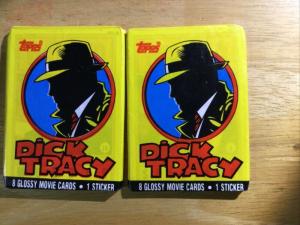 Topps
DICK
TRACY
8 GLOSSY MOVIE CARDS • 1 STICKER
Topps
DICK
TRACY
8 GLOSSY MOVIE CARDS • 1 STICKER